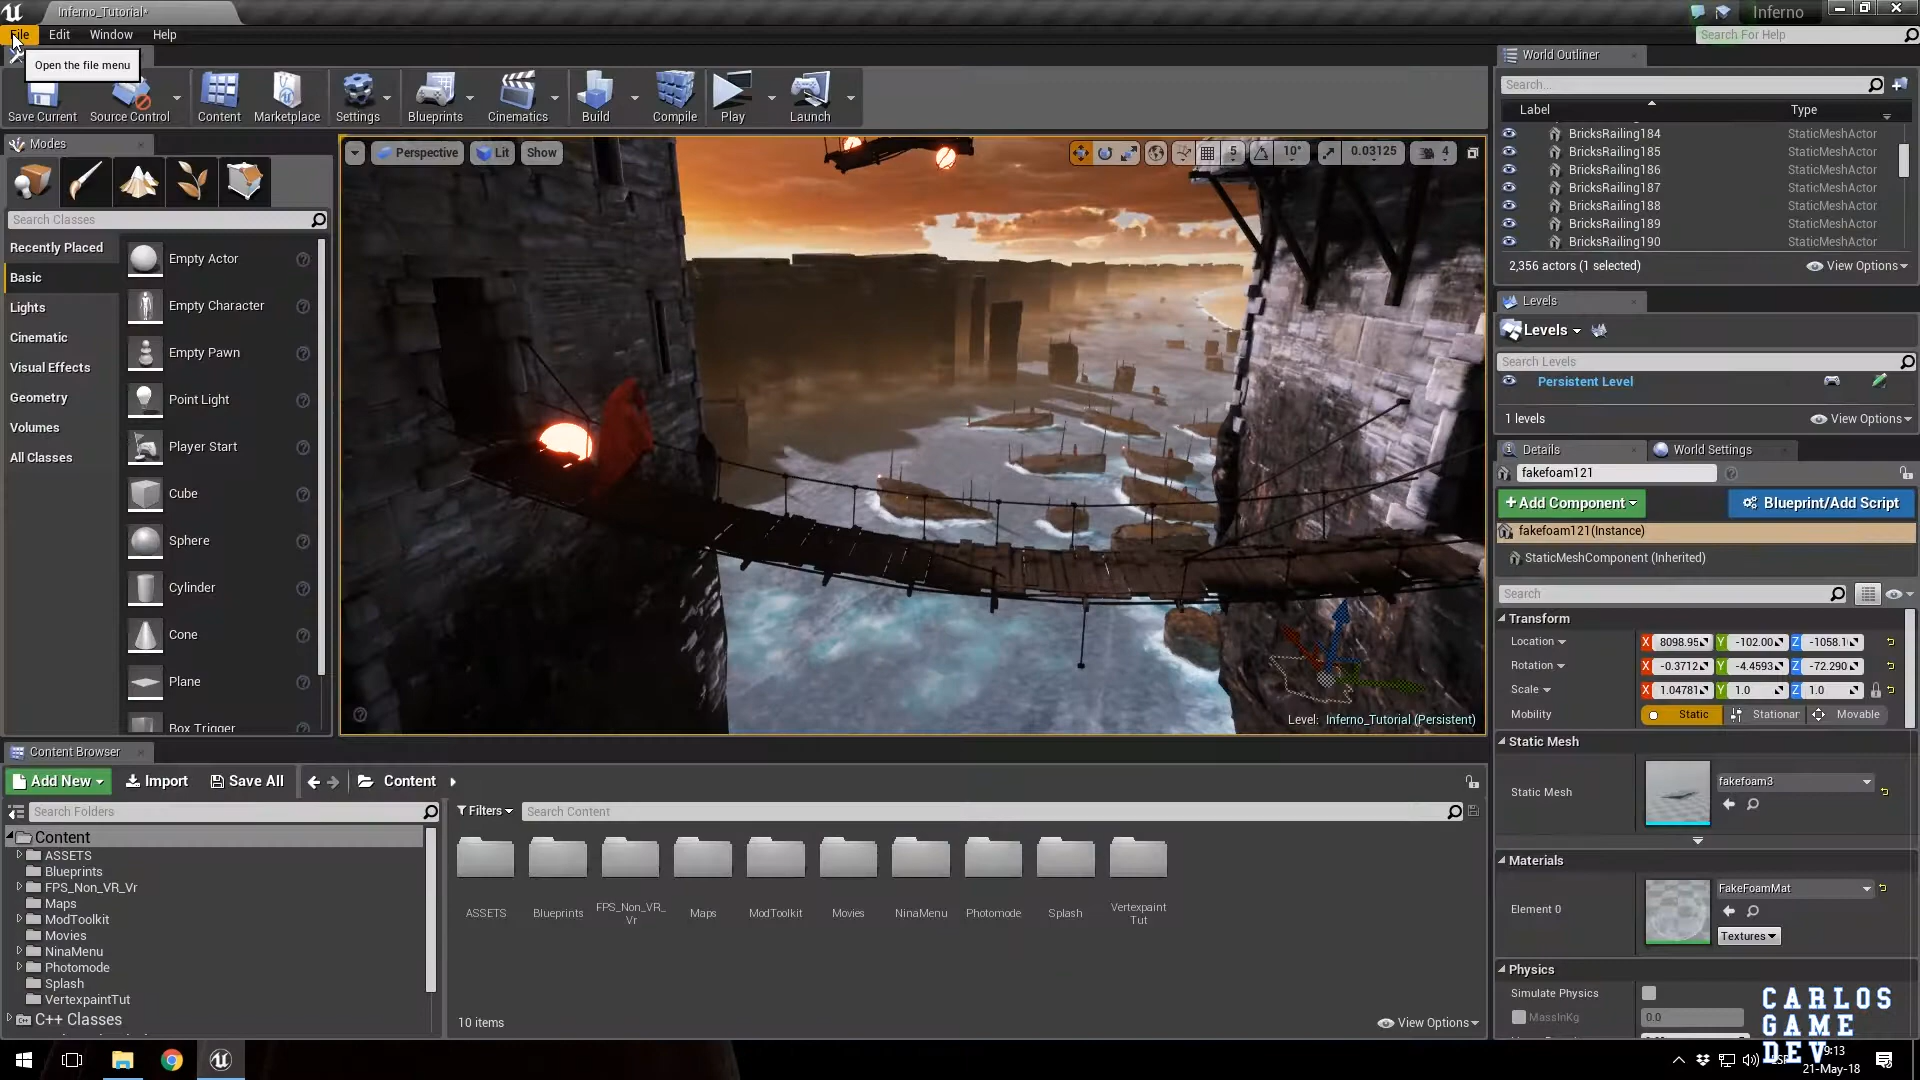 Inferno_Tutorial*
Inferno
File Edit Window Help
Search For Help
Open the file menu
Save Current
Source Control
Content
Marketplace
Settings
Blueprints
Cinematics
Build
Compile
Play
Launch
Modes
Search Classes
Recently Placed
Basic
Lights
Cinematic
Visual Effects
Geometry
Volumes
All Classes
Empty Actor
Empty Character
Empty Pawn
Point Light
Player Start
Cube
Sphere
Cylinder
Cone
Plane
Box Trigger
Perspective
Lit
Show
5
10°
0.03125
4
Level: Inferno_Tutorial (Persistent)
World Outliner
Search...
Label Type
BricksRailing184 StaticMeshActor
BricksRailing185 StaticMeshActor
BricksRailing186 StaticMeshActor
BricksRailing187 StaticMeshActor
BricksRailing188 StaticMeshActor
BricksRailing189 StaticMeshActor
BricksRailing190 StaticMeshActor
2,356 actors (1 selected)
View Options
Levels
Levels
Search Levels
Persistent Level
1 levels
View Options
Details
World Settings
fakefoam121
+Add Component
Blueprint/Add Script
fakefoam121(Instance)
StaticMeshComponent (Inherited)
Search
Transform
Location X 8098.95 Y -102.00 Z -1058.1
Rotation X -0.3712 Y -4.4593 Z -72.290
Scale X 1.04781 Y 1.0 Z 1.0
Mobility Static Stationar Movable
Static Mesh
Static Mesh
fakefoam3
Materials
Element 0
FakeFoamMat
Textures
Physics
Simulate Physics
MassInKg 0.0
Content Browser
Add New
Import
Save All
Content
Search Folders
Filters
Search Content
Content
ASSETS
Blueprints
FPS_Non_VR_Vr
Maps
ModToolkit
Movies
NinaMenu
Photomode
Splash
VertexpaintTut
C++ Classes
ASSETS
Blueprints
FPS_Non_VR_
Vr
Maps
ModToolkit
Movies
NinaMenu
Photomode
Splash
Vertexpaint
Tut
10 items
View Options
CARLOS
GAME
DEV
9:13
21-May-18